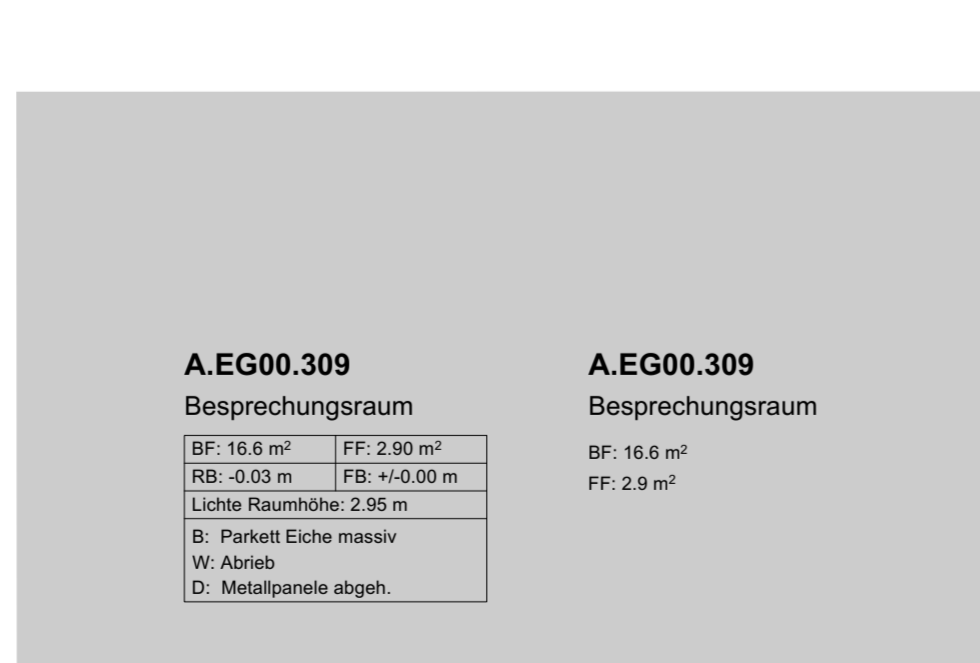 A.EG00.309
Besprechungsraum
BF: 16.6 m²
FF: 2.90 m²
RB: -0.03 m
FB: +/-0.00 m
Lichte Raumhöhe: 2.95 m
B: Parkett Eiche massiv
W: Abrieb
D: Metallpanele abgeh.
A.EG00.309
Besprechungsraum
BF: 16.6 m²
FF: 2.9 m²